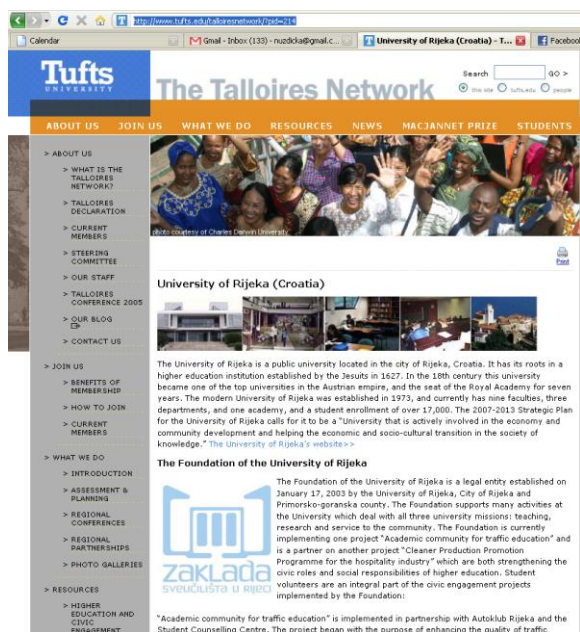 http://www.tufts.edu/talloiresnetwork/?pid=214
Calendar
Gmail - Inbox (133) - nuzdicka@gmail.c...
University of Rijeka (Croatia) - T...
Faceboo
Tufts
UNIVERSITY
The Talloires Network
Search
GO >
this site
tufts.edu
people
ABOUT US
JOIN US
WHAT WE DO
RESOURCES
NEWS
MACJANNET PRIZE
STUDENTS
> ABOUT US
> WHAT IS THE
TALLOIRES
NETWORK?
> TALLOIRES
DECLARATION
> CURRENT
MEMBERS
> STEERING
COMMITTEE
> OUR STAFF
> TALLOIRES
CONFERENCE 2005
> OUR BLOG
> CONTACT US
> JOIN US
> BENEFITS OF
MEMBERSHIP
> HOW TO JOIN
> CURRENT
MEMBERS
> WHAT WE DO
> INTRODUCTION
> ASSESSMENT &
PLANNING
> REGIONAL
CONFERENCES
> REGIONAL
PARTNERSHIPS
> PHOTO GALLERIES
> RESOURCES
> HIGHER
EDUCATION AND
CIVIC
ENGAGEMENT
photo courtesy of Charles Darwin University
Print
University of Rijeka (Croatia)
The University of Rijeka is a public university located in the city of Rijeka, Croatia. It has its roots in a
higher education institution established by the Jesuits in 1627. In the 18th century this university
became one of the top universities in the Austrian empire, and the seat of the Royal Academy for seven
years. The modern University of Rijeka was established in 1973, and currently has nine faculties, three
departments, and one academy, and a student enrollment of over 17,000. The 2007-2013 Strategic Plan
for the University of Rijeka calls for it to be a "University that is actively involved in the economy and
community development and helping the economic and socio-cultural transition in the society of
knowledge." The University of Rijeka's website>>
The Foundation of the University of Rijeka
zaklada
sveučilišta u rijeci
The Foundation of the University of Rijeka is a legal entity established on
January 17, 2003 by the University of Rijeka, City of Rijeka and
Primorsko-goranska county. The Foundation supports many activities at
the University which deal with all three university missions: teaching,
research and service to the community. The Foundation is currently
implementing one project "Academic community for traffic education" and
is a partner on another project "Cleaner Production Promotion
Programme for the hospitality industry" which are both strengthening the
civic roles and social responsibilities of higher education. Student
volunteers are an integral part of the civic engagement projects
implemented by the Foundation:
"Academic community for traffic education" is implemented in partnership with Autoklub Rijeka and the
Student Counselling Centre. The project began with the purpose of enhancing the quality of traffic